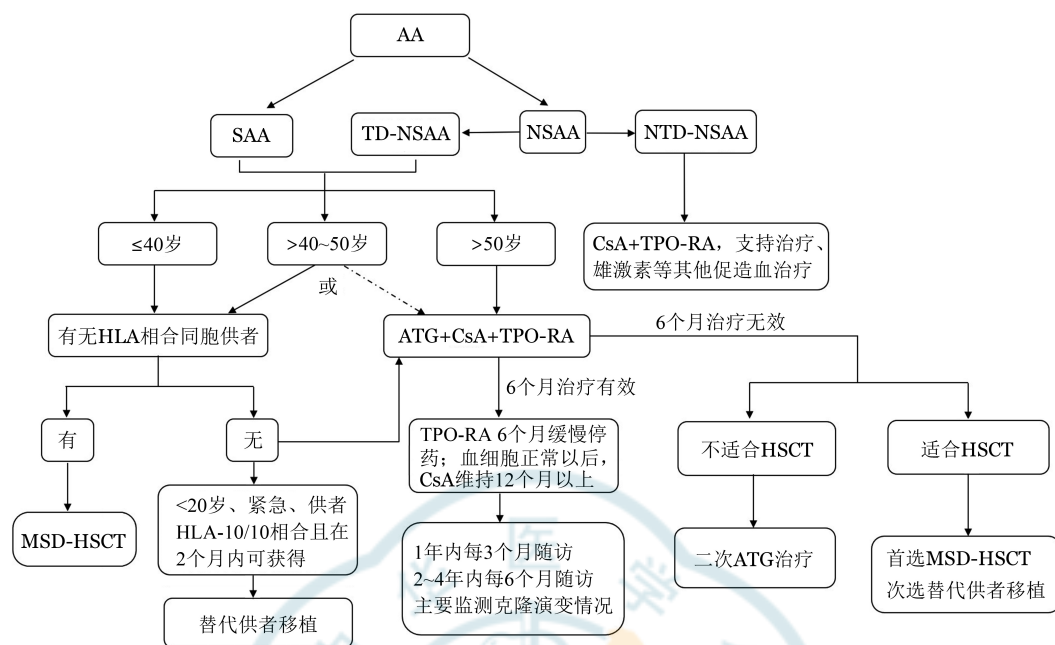 AA
SAA
TD-NSAA
NSAA
NTD-NSAA
≤40岁
>40~50岁
>50岁
CsA+TPO-RA，支持治疗、
雄激素等其他促造血治疗
或
有无HLA相合同胞供者
ATG+CsA+TPO-RA
6个月治疗无效
6个月治疗有效
有
无
TPO-RA 6个月缓慢停
药；血细胞正常以后，
CsA维持12个月以上
不适合HSCT
适合HSCT
MSD-HSCT
<20岁、紧急、供者
HLA-10/10相合且在
2个月内可获得
1年内每3个月随访
2~4年内每6个月随访
主要监测克隆演变情况
二次ATG治疗
首选MSD-HSCT
次选替代供者移植
替代供者移植
医
学